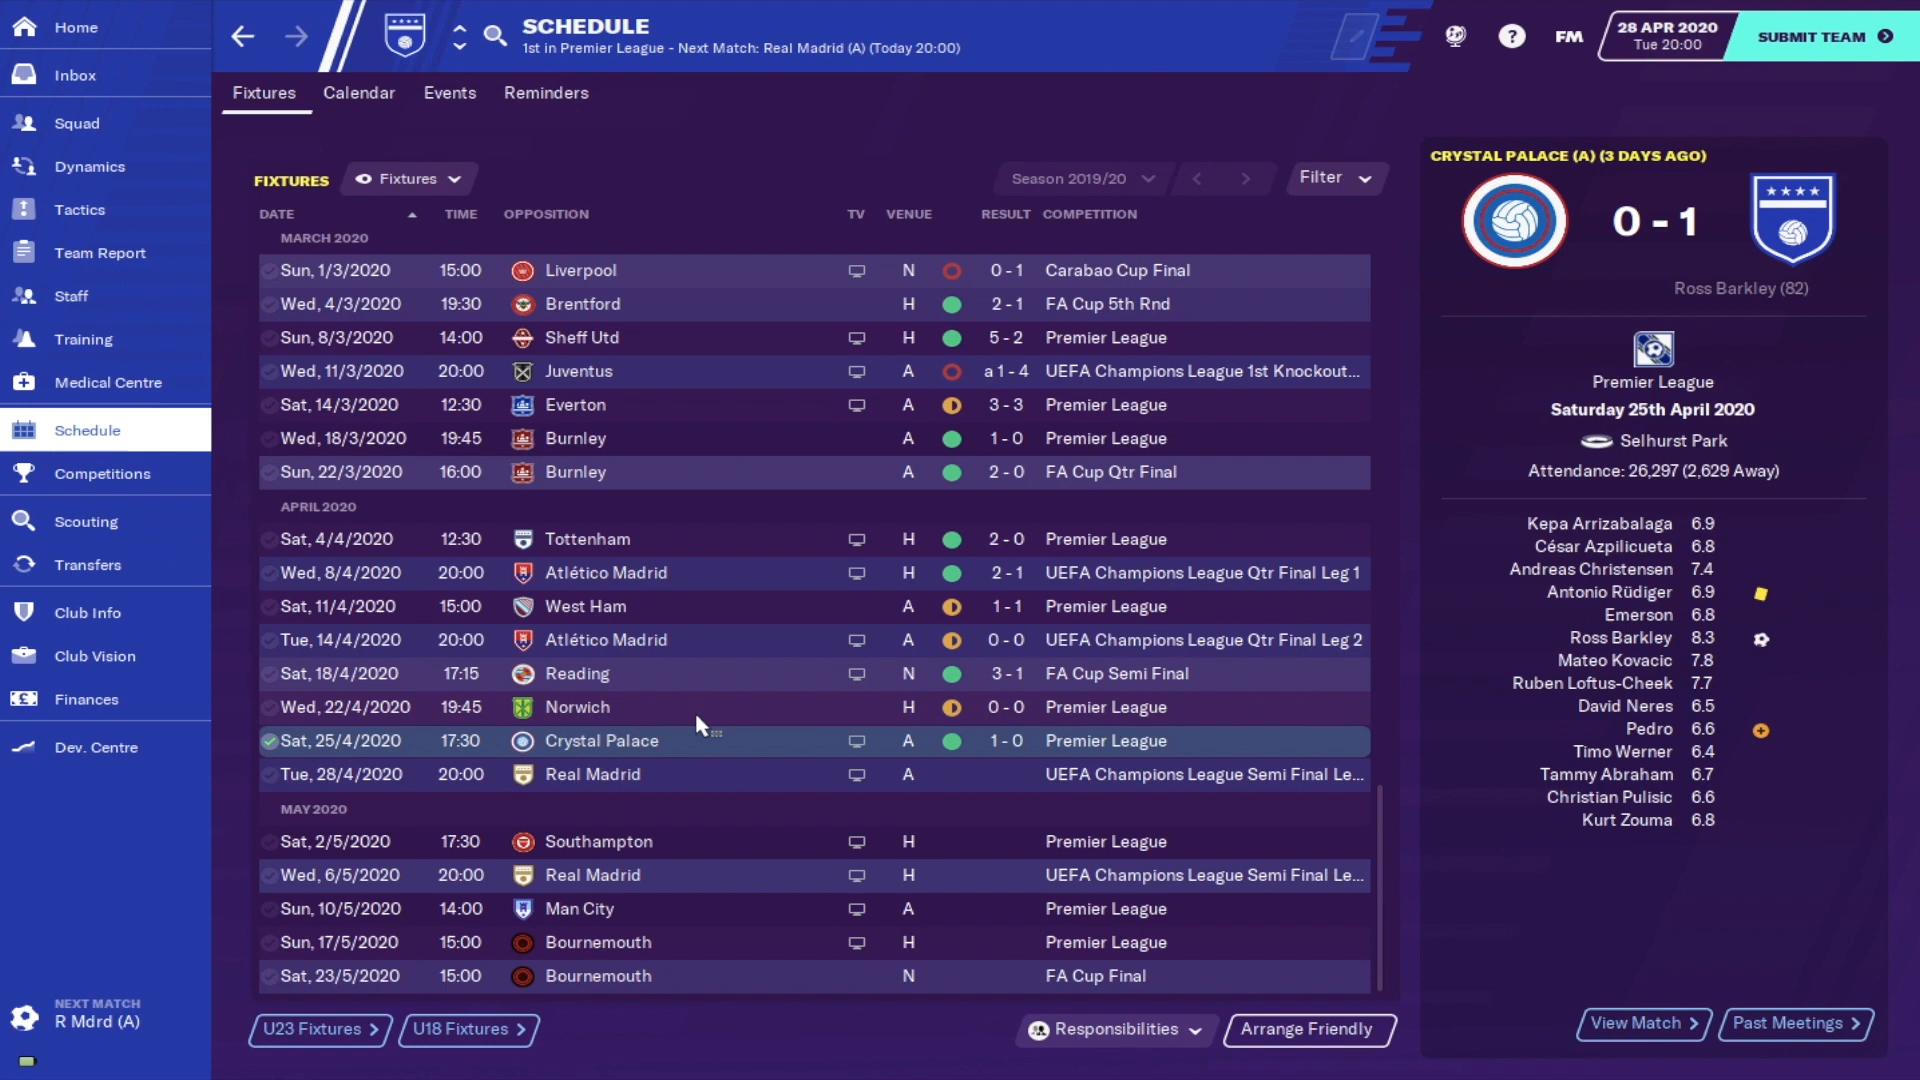 Home
Inbox
Squad
Dynamics
Tactics
Team Report
Staff
Training
Medical Centre
Schedule
Competitions
Scouting
Transfers
Club Info
Club Vision
Finances
Dev. Centre
NEXT MATCH
R Mdrd (A)
SCHEDULE
1st in Premier League - Next Match: Real Madrid (A) (Today 20:00)
? FM 28 APR 2020
Tue 20:00
SUBMIT TEAM
Fixtures Calendar Events Reminders
FIXTURES Fixtures Season 2019/20 Filter
DATE TIME OPPOSITION TV VENUE RESULT COMPETITION
MARCH 2020
Sun, 1/3/2020 15:00 Liverpool N 0 - 1 Carabao Cup Final
Wed, 4/3/2020 19:30 Brentford H 2 - 1 FA Cup 5th Rnd
Sun, 8/3/2020 14:00 Sheff Utd H 5 - 2 Premier League
Wed, 11/3/2020 20:00 Juventus A a 1 - 4 UEFA Champions League 1st Knockout...
Sat, 14/3/2020 12:30 Everton A 3 - 3 Premier League
Wed, 18/3/2020 19:45 Burnley A 1 - 0 Premier League
Sun, 22/3/2020 16:00 Burnley A 2 - 0 FA Cup Qtr Final
APRIL 2020
Sat, 4/4/2020 12:30 Tottenham H 2 - 0 Premier League
Wed, 8/4/2020 20:00 Atlético Madrid H 2 - 1 UEFA Champions League Qtr Final Leg 1
Sat, 11/4/2020 15:00 West Ham A 1 - 1 Premier League
Tue, 14/4/2020 20:00 Atlético Madrid A 0 - 0 UEFA Champions League Qtr Final Leg 2
Sat, 18/4/2020 17:15 Reading N 3 - 1 FA Cup Semi Final
Wed, 22/4/2020 19:45 Norwich H 0 - 0 Premier League
Sat, 25/4/2020 17:30 Crystal Palace A 1 - 0 Premier League
Tue, 28/4/2020 20:00 Real Madrid A UEFA Champions League Semi Final Le...
MAY 2020
Sat, 2/5/2020 17:30 Southampton H Premier League
Wed, 6/5/2020 20:00 Real Madrid H UEFA Champions League Semi Final Le...
Sun, 10/5/2020 14:00 Man City A Premier League
Sun, 17/5/2020 15:00 Bournemouth H Premier League
Sat, 23/5/2020 15:00 Bournemouth N FA Cup Final
U23 Fixtures U18 Fixtures Responsibilities Arrange Friendly
CRYSTAL PALACE (A) (3 DAYS AGO)
0 - 1
Ross Barkley (82)
Premier League
Saturday 25th April 2020
Selhurst Park
Attendance: 26,297 (2,629 Away)
Kepa Arrizabalaga 6.9
César Azpilicueta 6.8
Andreas Christensen 7.4
Antonio Rüdiger 6.9
Emerson 6.8
Ross Barkley 8.3
Mateo Kovacic 7.8
Ruben Loftus-Cheek 7.7
David Neres 6.5
Pedro 6.6
Timo Werner 6.4
Tammy Abraham 6.7
Christian Pulisic 6.6
Kurt Zouma 6.8
View Match Past Meetings